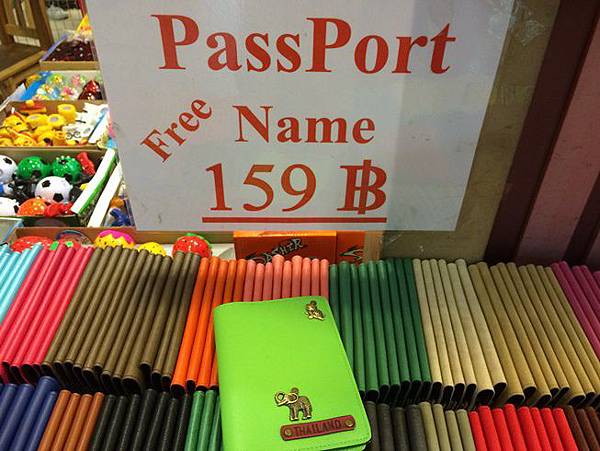 PassPort
Free Name
159 ฿
THAILAND